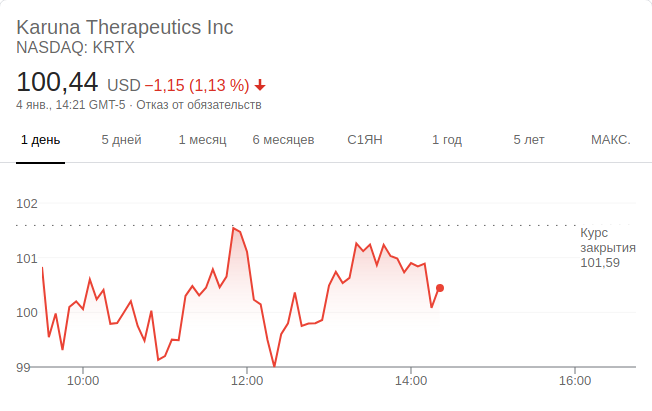 Karuna Therapeutics Inc
NASDAQ: KRTX
100,44 USD −1,15 (1,13 %)
4 янв., 14:21 GMT-5 · Отказ от обязательств
1 день 5 дней 1 месяц 6 месяцев С1ЯН 1 год 5 лет МАКС.
102
Курс
закрытия
101
101,59
100
99
10:00 12:00 14:00 16:00